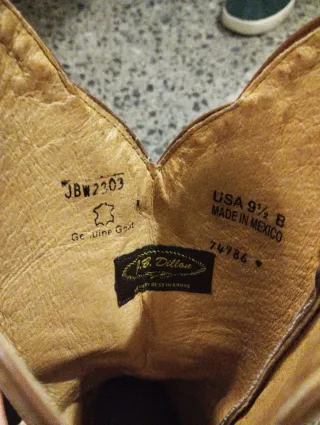 JBW2303
Genuine Goat
USA 9½ B
MADE IN MEXICO
74986 ♥
J.B. Dillon